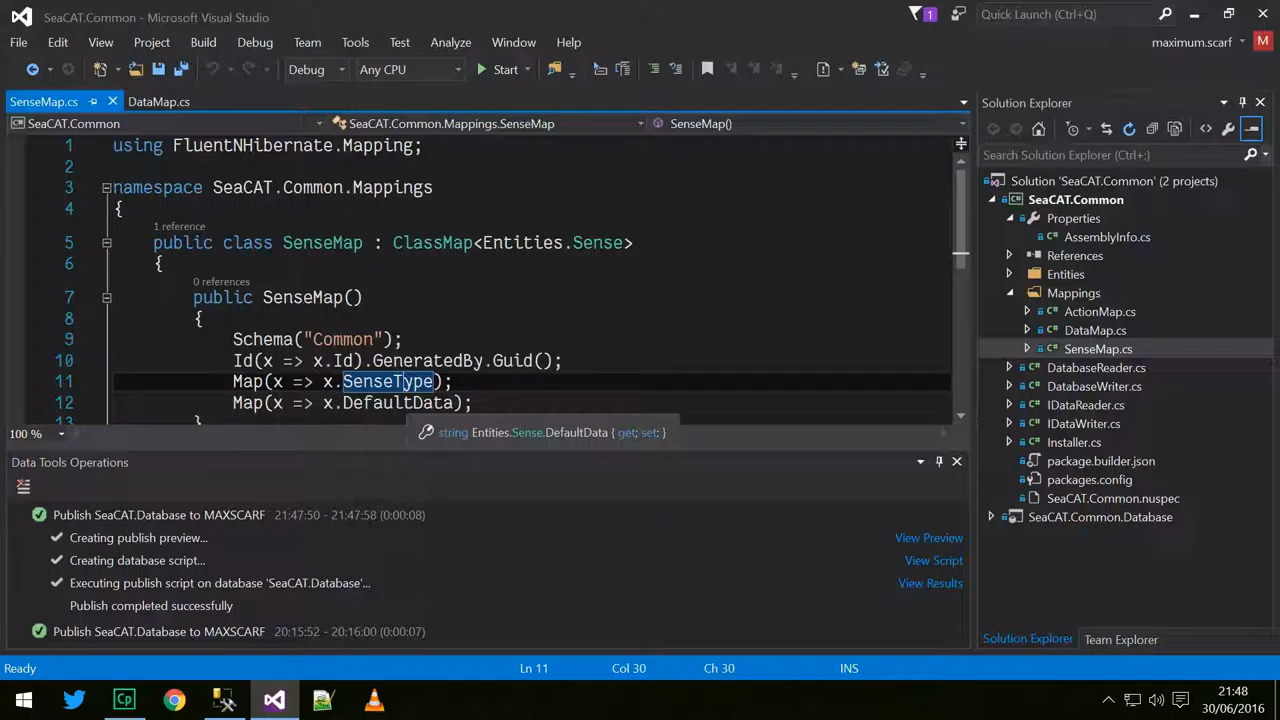 SeaCAT.Common - Microsoft Visual Studio
1
Quick Launch (Ctrl+Q)
File Edit View Project Build Debug Team Tools Test Analyze Window Help
maximum.scarf
M
Debug
Any CPU
Start
SenseMap.cs
DataMap.cs
SeaCAT.Common
SeaCAT.Common.Mappings.SenseMap
SenseMap()
1 using FluentNHibernate.Mapping;
2
3 namespace SeaCAT.Common.Mappings
4 {
1 reference
5 public class SenseMap : ClassMap<Entities.Sense>
6 {
0 references
7 public SenseMap()
8 {
9 Schema("Common");
10 Id(x => x.Id).GeneratedBy.Guid();
11 Map(x => x.SenseType);
12 Map(x => x.DefaultData);
13 }
100 %
string Entities.Sense.DefaultData { get; set; }
Data Tools Operations
Publish SeaCAT.Database to MAXSCARF 21:47:50 - 21:47:58 (0:00:08)
Creating publish preview...
View Preview
Creating database script...
View Script
Executing publish script on database 'SeaCAT.Database'...
View Results
Publish completed successfully
Publish SeaCAT.Database to MAXSCARF 20:15:52 - 20:16:00 (0:00:07)
Solution Explorer
Search Solution Explorer (Ctrl+;)
Solution 'SeaCAT.Common' (2 projects)
C# SeaCAT.Common
Properties
C# AssemblyInfo.cs
References
Entities
Mappings
C# ActionMap.cs
C# DataMap.cs
C# SenseMap.cs
C# DatabaseReader.cs
C# DatabaseWriter.cs
C# IDataReader.cs
C# IDataWriter.cs
C# Installer.cs
package.builder.json
packages.config
SeaCAT.Common.nuspec
SeaCAT.Common.Database
Solution Explorer
Team Explorer
Ready
Ln 11
Col 30
Ch 30
INS
Cp
21:48
30/06/2016